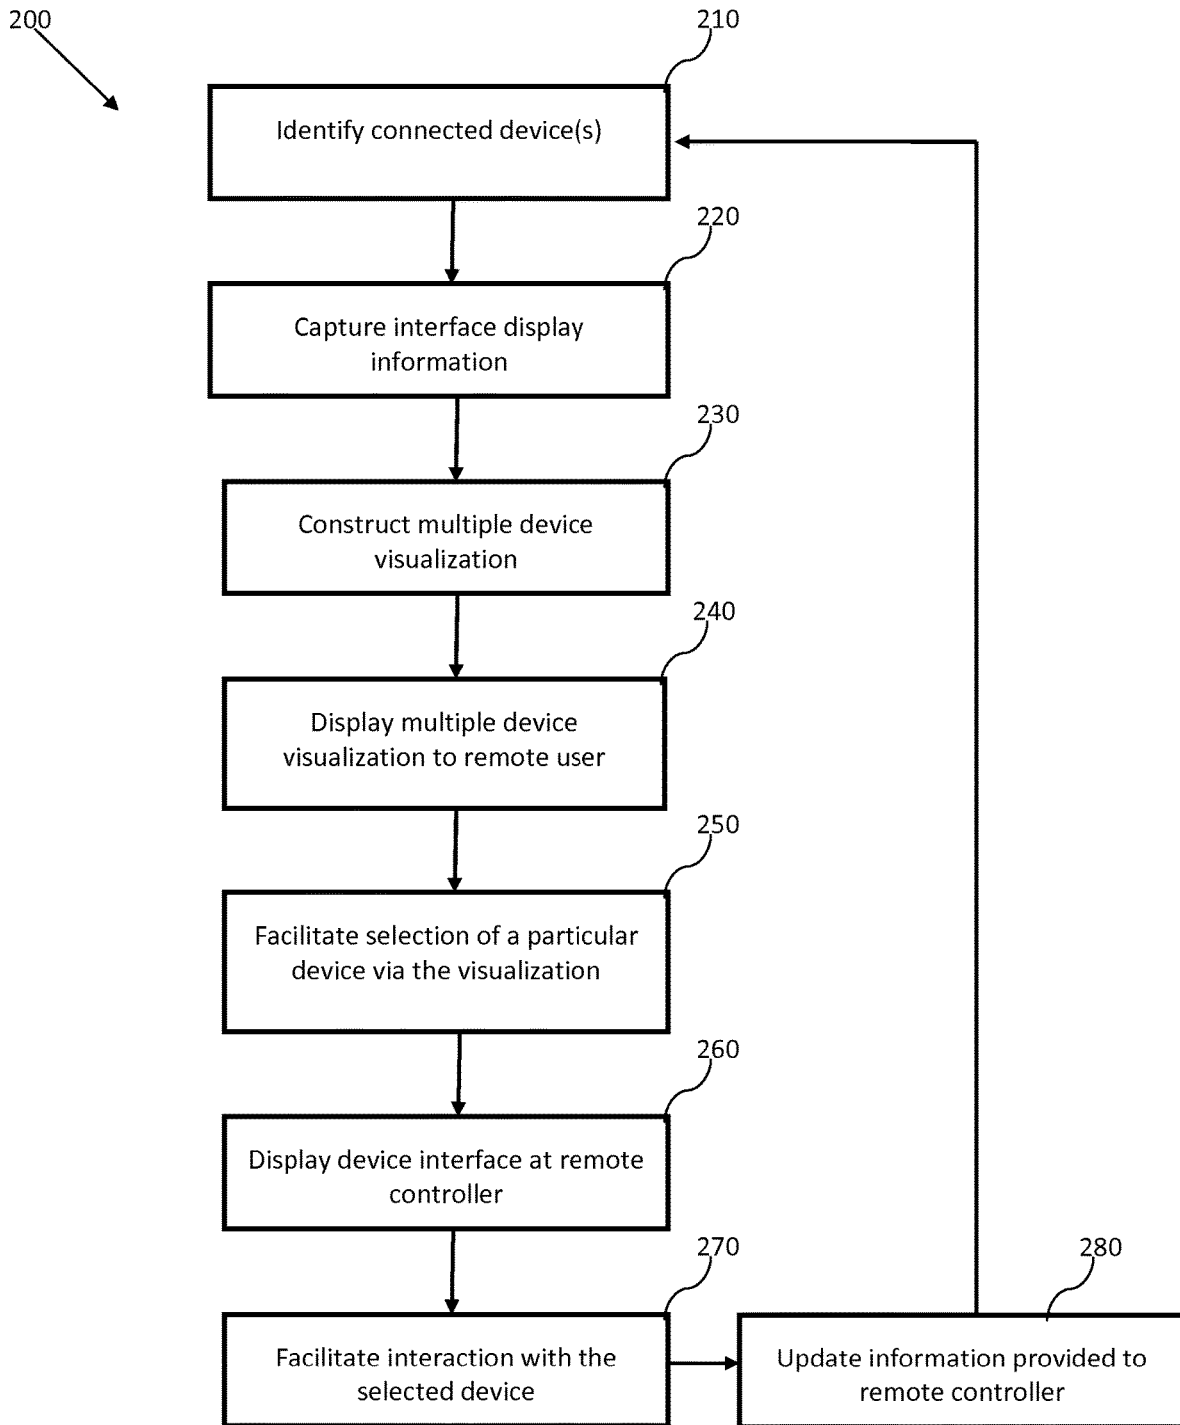 200
210
Identify connected device(s)
220
Capture interface display
information
230
Construct multiple device
visualization
240
Display multiple device
visualization to remote user
250
Facilitate selection of a particular
device via the visualization
260
Display device interface at remote
controller
270
Facilitate interaction with the
selected device
280
Update information provided to
remote controller